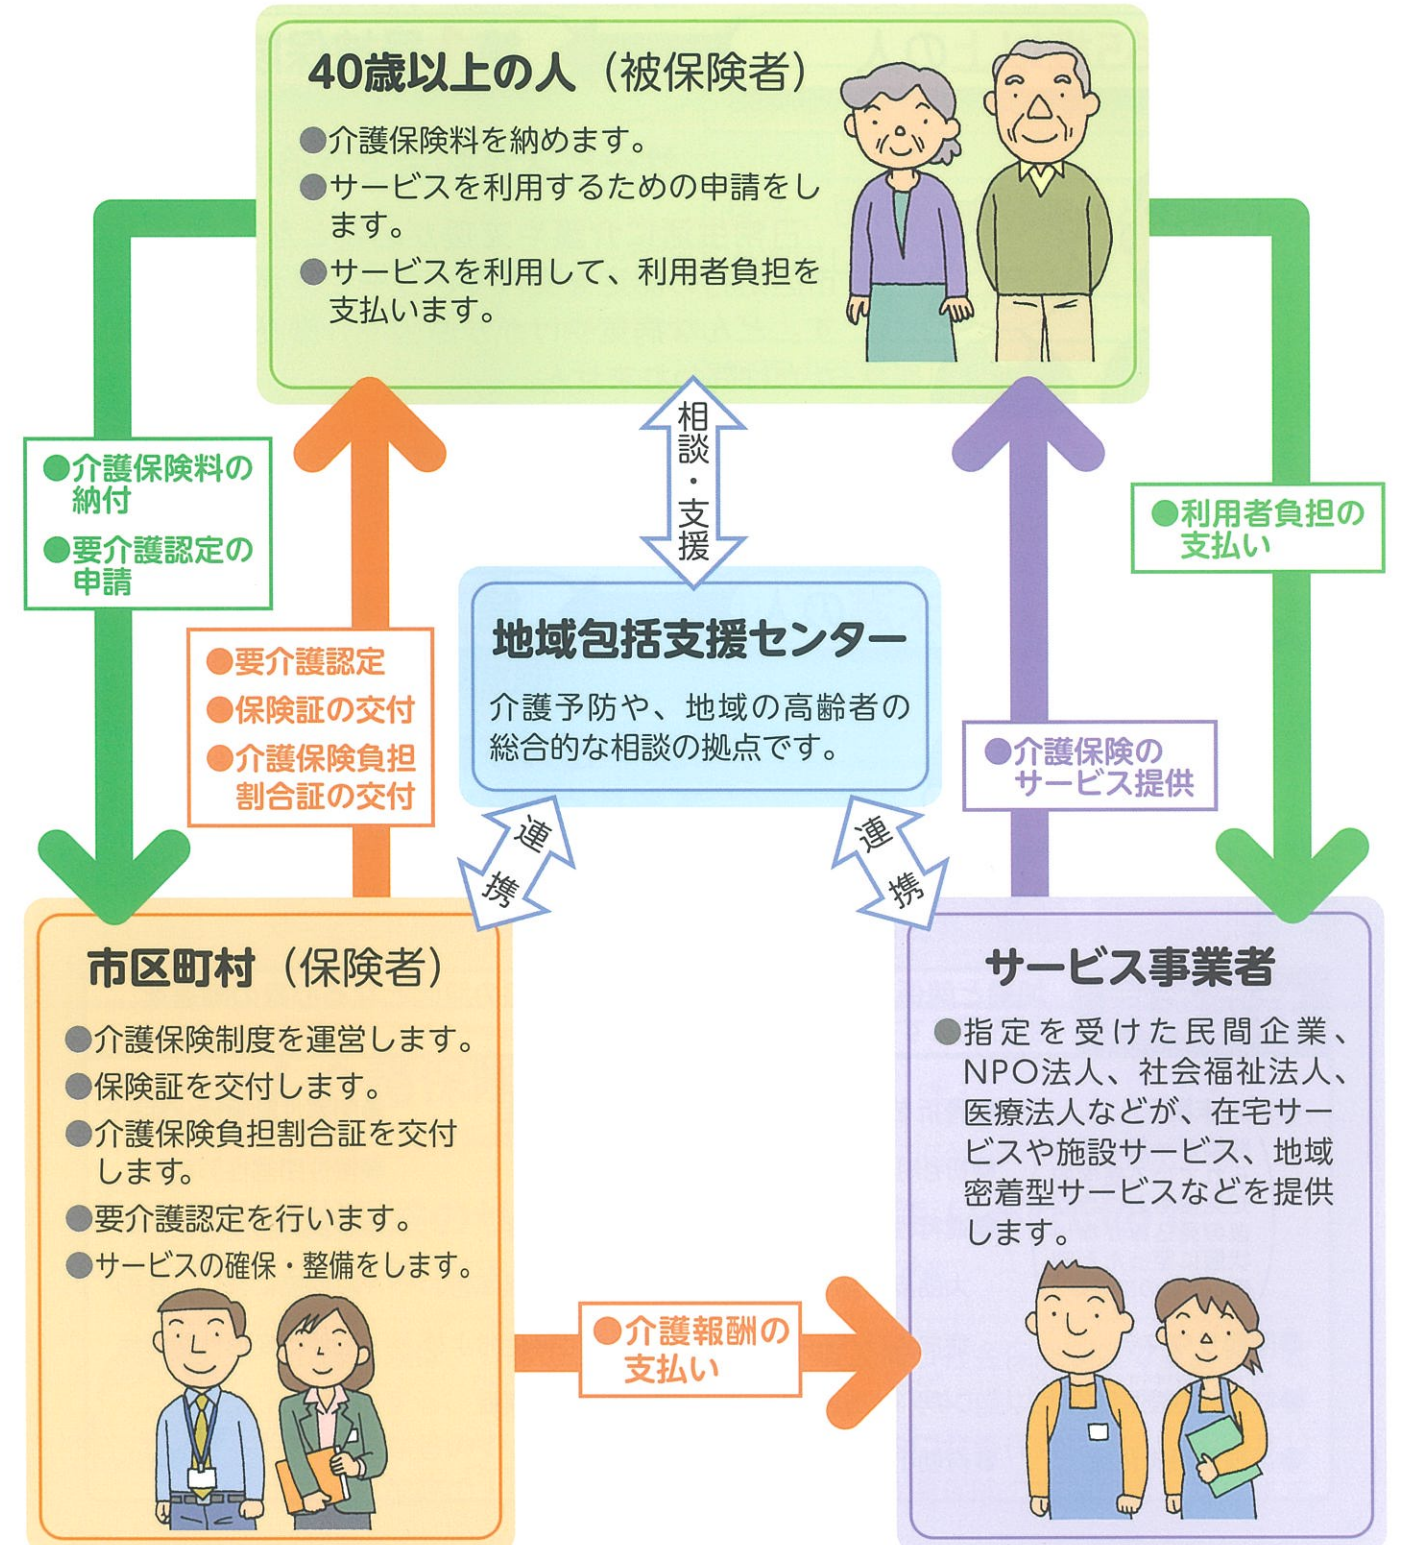 40歳以上の人（被保険者）
●介護保険料を納めます。
●サービスを利用するための申請をし
ます。
●サービスを利用して、利用者負担を
支払います。
●介護保険料の
納付
●要介護認定の
申請
●要介護認定
●保険証の交付
●介護保険負担
割合証の交付
相談・支援
●利用者負担の
支払い
●介護保険の
サービス提供
地域包括支援センター
介護予防や、地域の高齢者の
総合的な相談の拠点です。
連携
連携
市区町村（保険者）
●介護保険制度を運営します。
●保険証を交付します。
●介護保険負担割合証を交付
します。
●要介護認定を行います。
●サービスの確保・整備をします。
●介護報酬の
支払い
サービス事業者
●指定を受けた民間企業、
NPO法人、社会福祉法人、
医療法人などが、在宅サー
ビスや施設サービス、地域
密着型サービスなどを提供
します。